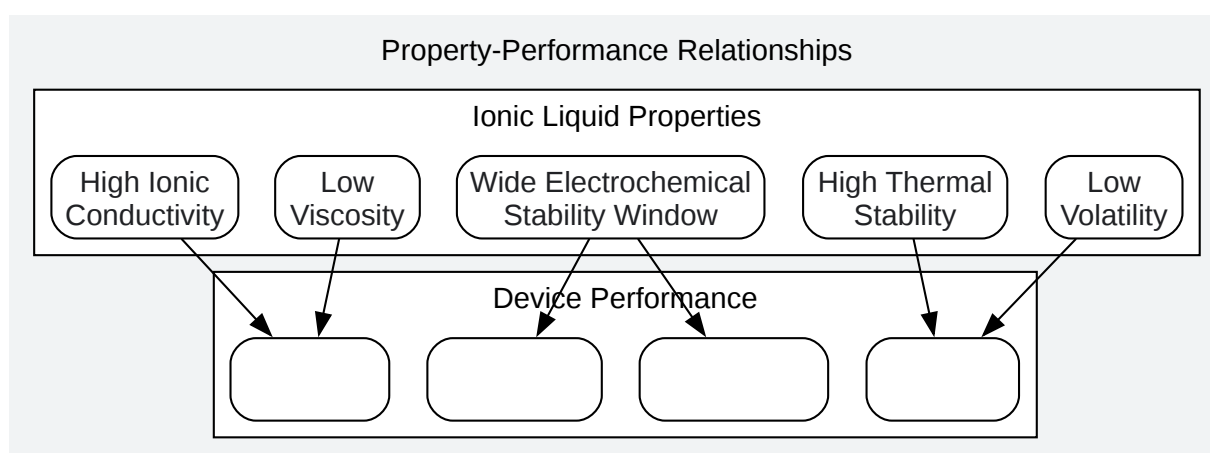 Property-Performance Relationships
Ionic Liquid Properties
High Ionic
Conductivity
Low
Viscosity
Wide Electrochemical
Stability Window
High Thermal
Stability
Low
Volatility
Device Performance